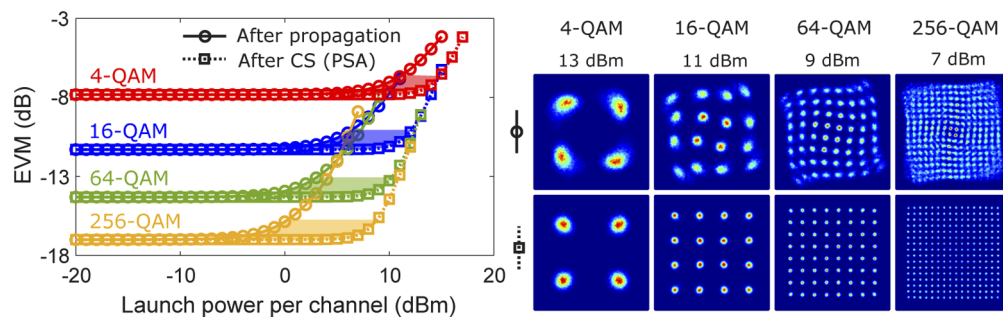 -3
-8
-13
-18
EVM (dB)
After propagation
After CS (PSA)
4-QAM
16-QAM
64-QAM
256-QAM
-20 -10 0 10 20
Launch power per channel (dBm)
4-QAM 16-QAM 64-QAM 256-QAM
13 dBm 11 dBm 9 dBm 7 dBm